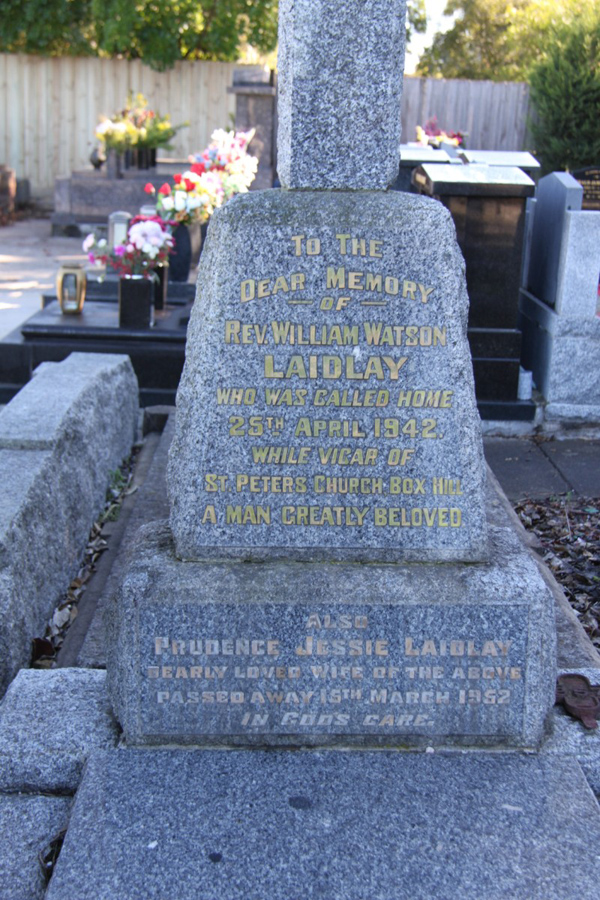 TO THE
DEAR MEMORY
— OF —
REV. WILLIAM WATSON
LAIDLAY
WHO WAS CALLED HOME
25TH APRIL 1942.
WHILE VICAR OF
ST. PETERS CHURCH BOX HILL
A MAN GREATLY BELOVED
ALSO
PRUDENCE JESSIE LAIDLAY
DEARLY LOVED WIFE OF THE ABOVE
PASSED AWAY 15TH MARCH 1952
IN GODS CARE.